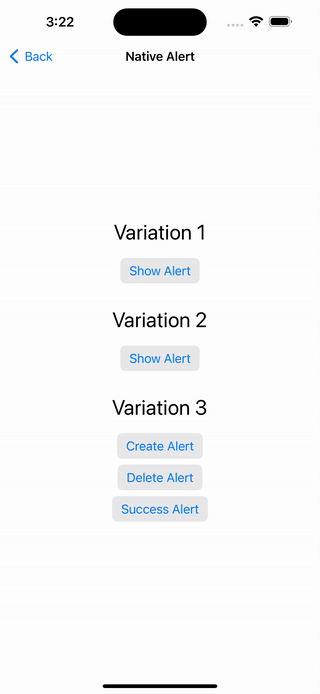 3:22
Back
Native Alert
Variation 1
Show Alert
Variation 2
Show Alert
Variation 3
Create Alert
Delete Alert
Success Alert